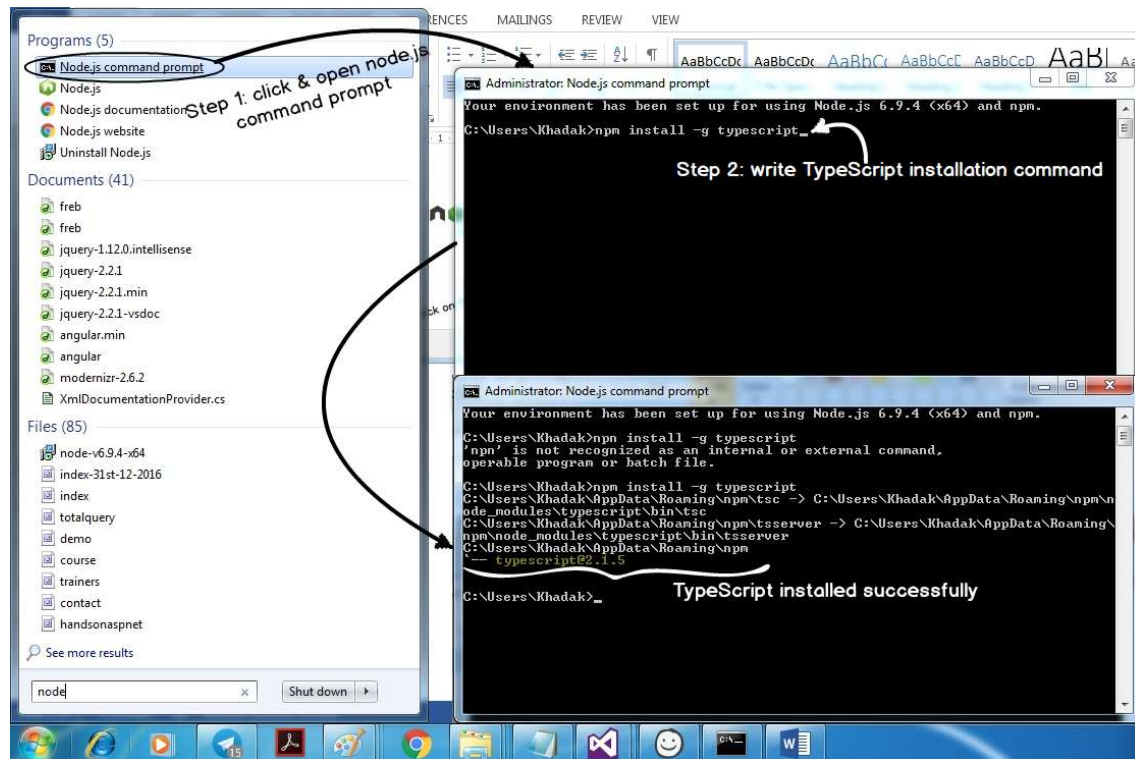 Programs (5)
Node.js command prompt
Node.js
Node.js documentation
Node.js website
Uninstall Node.js
Step 1: click & open node.js
command prompt
Documents (41)
freb
freb
jquery-1.12.0.intellisense
jquery-2.2.1
jquery-2.2.1.min
jquery-2.2.1-vsdoc
angular.min
angular
modernizr-2.6.2
XmlDocumentationProvider.cs
Files (85)
node-v6.9.4-x64
index-31st-12-2016
index
totalquery
demo
course
trainers
contact
handsonaspnet
See more results
node
Shut down
RENCES MAILINGS REVIEW VIEW
AaBbCcDc AaBbCcDc AaBbCc AaBbCcE AaBbCcD AaBl Aa
ck on
Administrator: Node.js command prompt
Your environment has been set up for using Node.js 6.9.4 (x64) and npm.
C:\Users\Khadak>npm install -g typescript_
Step 2: write TypeScript installation command
Administrator: Node.js command prompt
Your environment has been set up for using Node.js 6.9.4 (x64) and npm.
C:\Users\Khadak>npn install -g typescript
'npn' is not recognized as an internal or external command,
operable program or batch file.
C:\Users\Khadak>npm install -g typescript
C:\Users\Khadak\AppData\Roaming\npm\tsc -> C:\Users\Khadak\AppData\Roaming\npm\n
ode_modules\typescript\bin\tsc
C:\Users\Khadak\AppData\Roaming\npm\tsserver -> C:\Users\Khadak\AppData\Roaming\
npm\node_modules\typescript\bin\tsserver
C:\Users\Khadak\AppData\Roaming\npm
`-- typescript@2.1.5
C:\Users\Khadak>_
TypeScript installed successfully
15